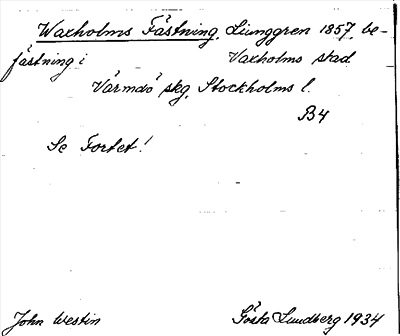 Waxholms Fästning, Ljunggren 1857, be-
fästning i Vaxholms stad
Värmdö skg, Stockholms l.
B4
Se Fortet!
John Westin Gösta Lundberg 1934